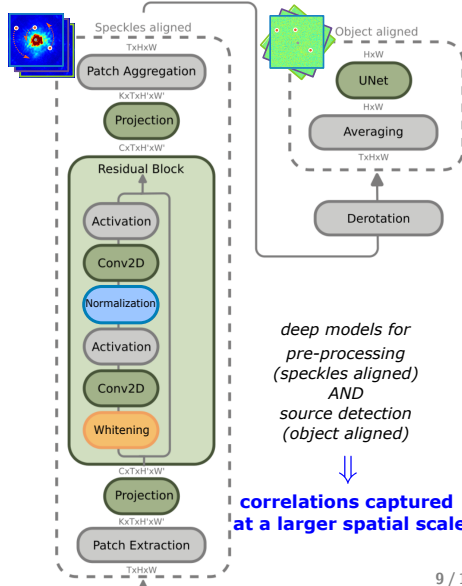 Speckles aligned
TxHxW
Patch Aggregation
KxTxH'xW'
Projection
CxTxH'xW'
Residual Block
Activation
Conv2D
Normalization
Activation
Conv2D
Whitening
CxTxH'xW'
Projection
KxTxH'xW'
Patch Extraction
TxHxW
Object aligned
HxW
UNet
HxW
Averaging
TxHxW
Derotation
deep models for
pre-processing
(speckles aligned)
AND
source detection
(object aligned)
⇓
correlations captured
at a larger spatial scale
9 /